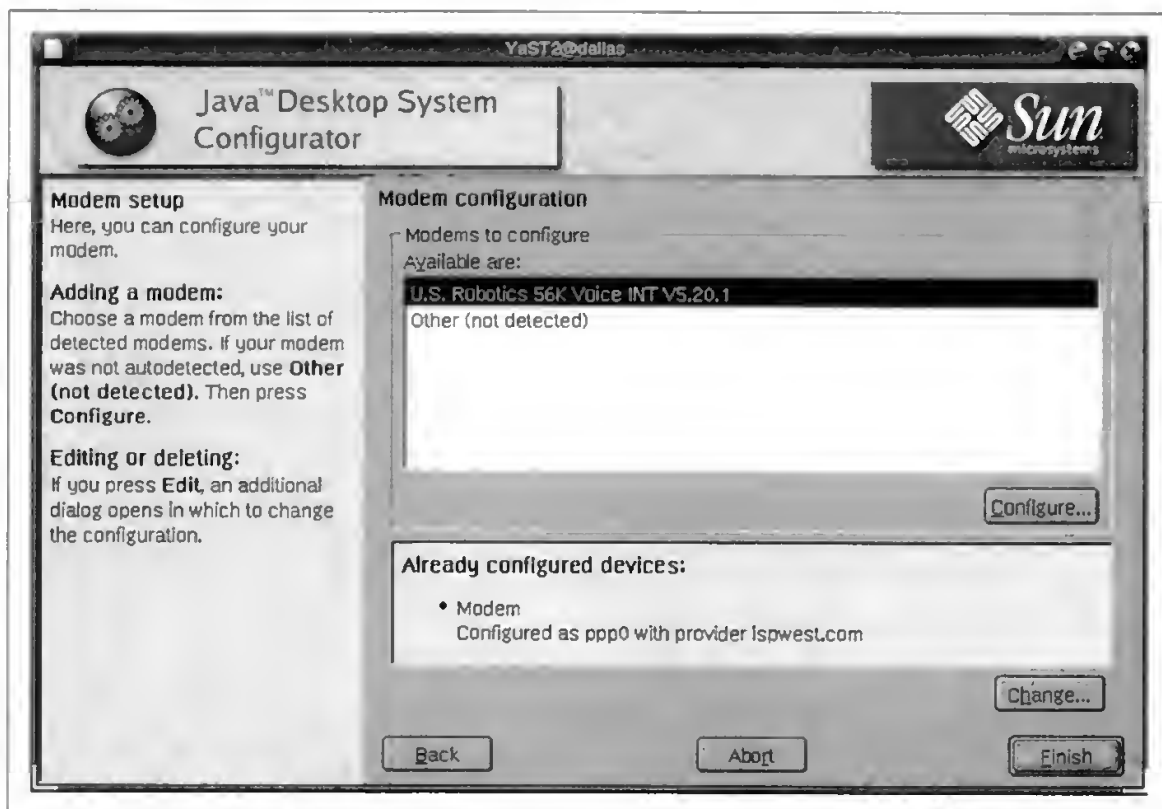 YaST2@dallas
Java™ Desktop System
Configurator
Sun
microsystems
Modem setup
Here, you can configure your
modem.
Adding a modem:
Choose a modem from the list of
detected modems. If your modem
was not autodetected, use Other
(not detected). Then press
Configure.
Editing or deleting:
If you press Edit, an additional
dialog opens in which to change
the configuration.
Modem configuration
Modems to configure
Available are:
U.S. Robotics 56K Voice INT V5.20.1
Other (not detected)
Configure...
Already configured devices:
• Modem
Configured as ppp0 with provider ispwest.com
Change...
Back
Abort
Finish